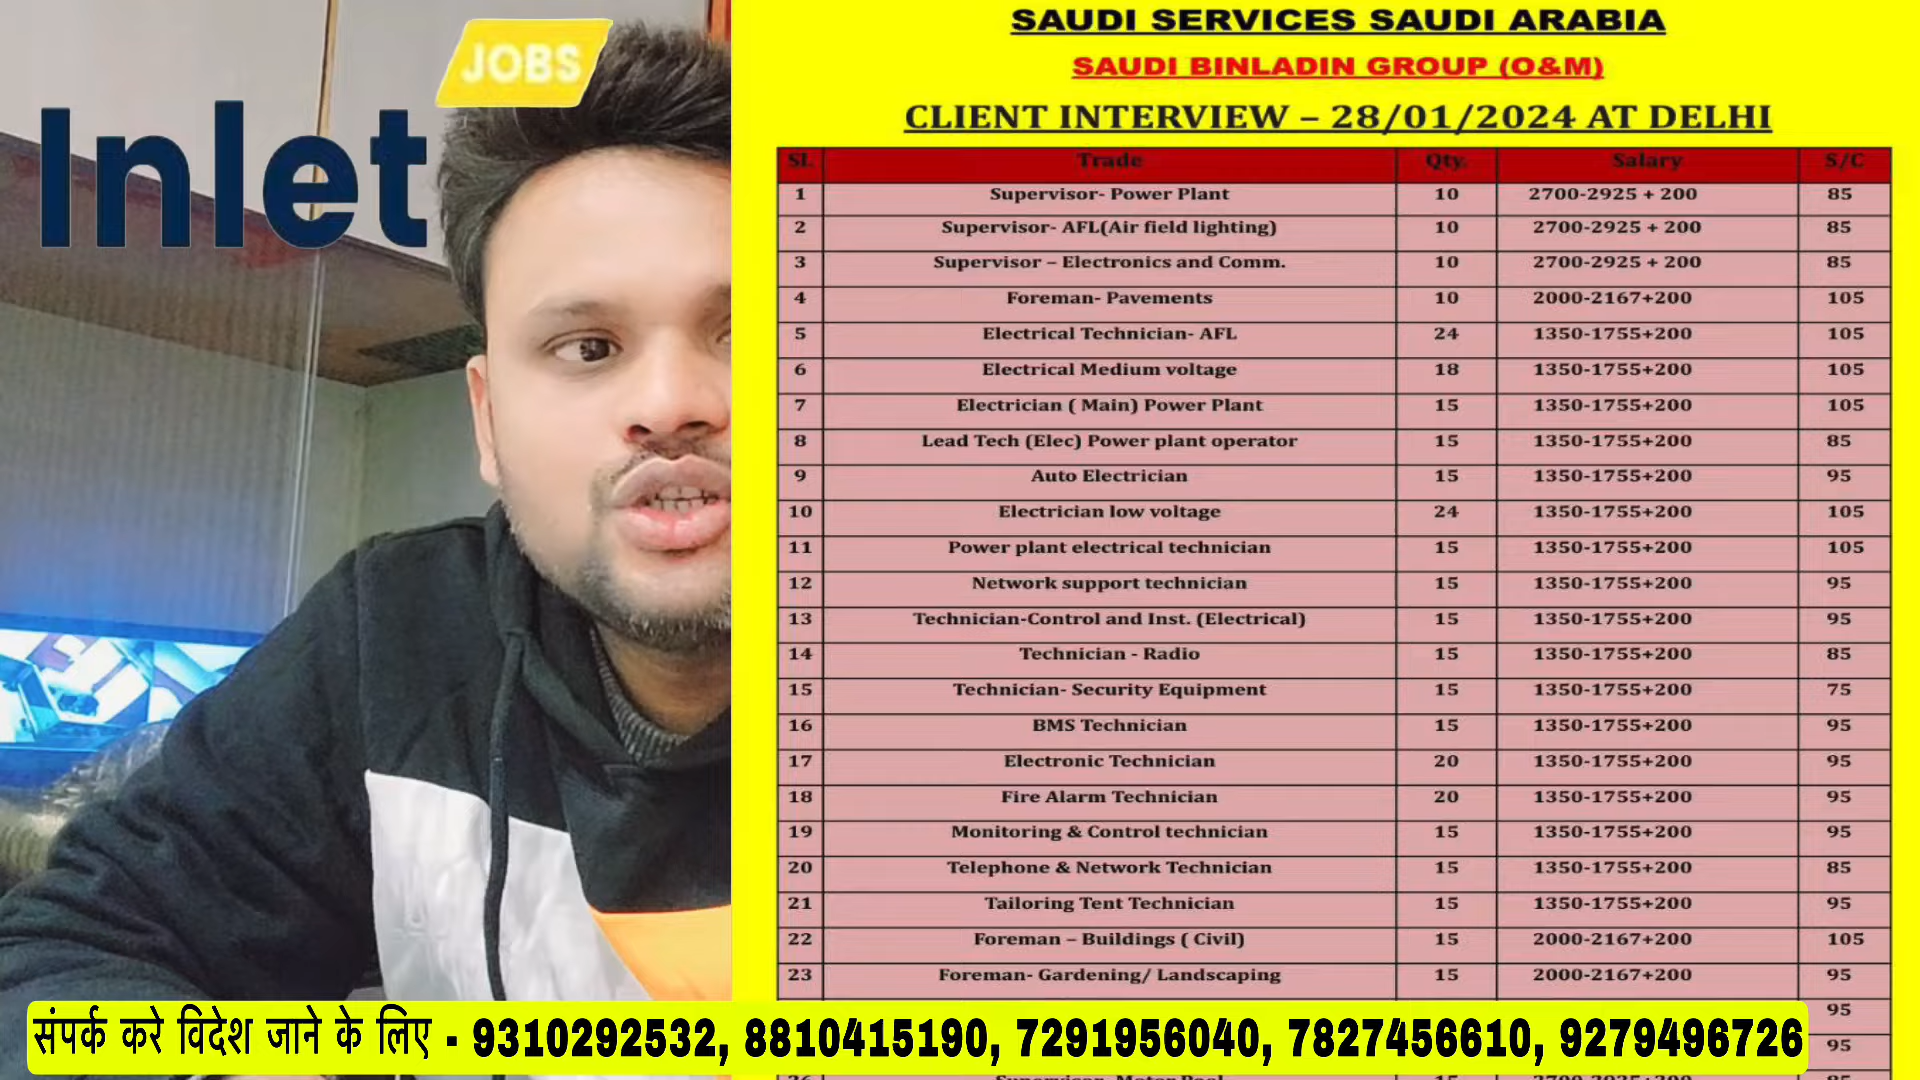 JOBS
Inlet
SAUDI SERVICES SAUDI ARABIA
SAUDI BINLADIN GROUP (O&M)
CLIENT INTERVIEW – 28/01/2024 AT DELHI
Sl. Trade Qty. Salary S/C
1 Supervisor- Power Plant 10 2700-2925 + 200 85
2 Supervisor- AFL(Air field lighting) 10 2700-2925 + 200 85
3 Supervisor – Electronics and Comm. 10 2700-2925 + 200 85
4 Foreman- Pavements 10 2000-2167+200 105
5 Electrical Technician- AFL 24 1350-1755+200 105
6 Electrical Medium voltage 18 1350-1755+200 105
7 Electrician ( Main) Power Plant 15 1350-1755+200 105
8 Lead Tech (Elec) Power plant operator 15 1350-1755+200 85
9 Auto Electrician 15 1350-1755+200 95
10 Electrician low voltage 24 1350-1755+200 105
11 Power plant electrical technician 15 1350-1755+200 105
12 Network support technician 15 1350-1755+200 95
13 Technician-Control and Inst. (Electrical) 15 1350-1755+200 95
14 Technician - Radio 15 1350-1755+200 85
15 Technician- Security Equipment 15 1350-1755+200 75
16 BMS Technician 15 1350-1755+200 95
17 Electronic Technician 20 1350-1755+200 95
18 Fire Alarm Technician 20 1350-1755+200 95
19 Monitoring & Control technician 15 1350-1755+200 95
20 Telephone & Network Technician 15 1350-1755+200 85
21 Tailoring Tent Technician 15 1350-1755+200 95
22 Foreman – Buildings ( Civil) 15 2000-2167+200 105
23 Foreman- Gardening/ Landscaping 15 2000-2167+200 95
95
संपर्क करे विदेश जाने के लिए - 9310292532, 8810415190, 7291956040, 7827456610, 9279496726
95